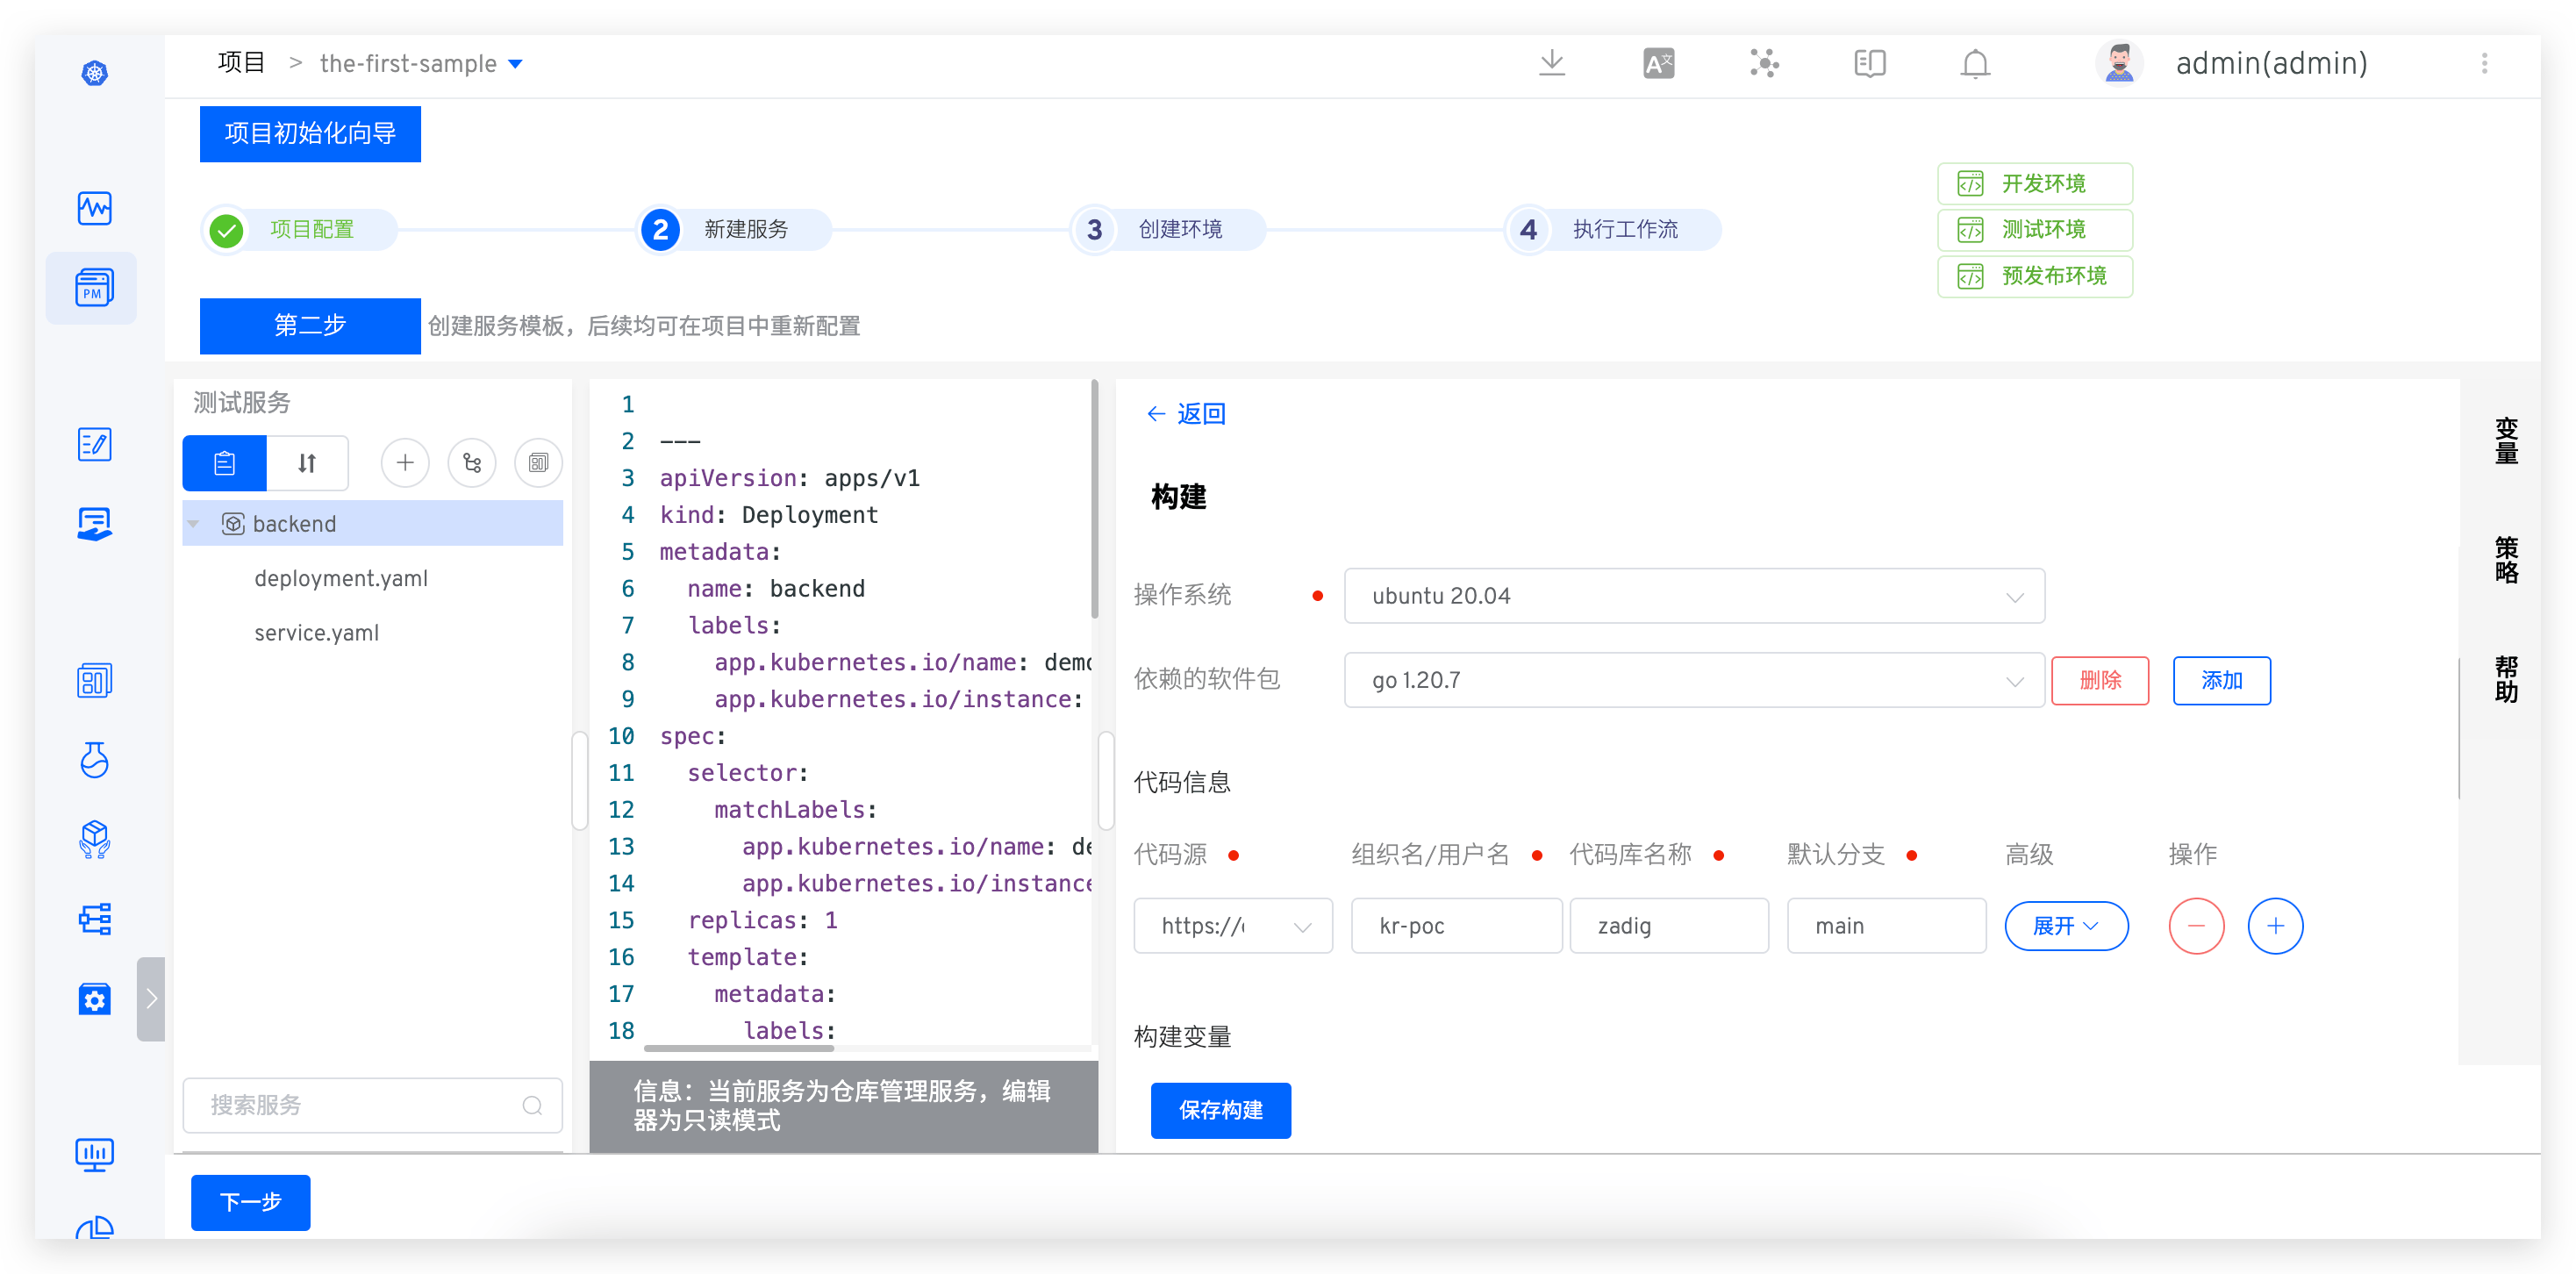 项目 > the-first-sample
A文
admin(admin)
项目初始化向导
项目配置
2 新建服务
3 创建环境
4 执行工作流
开发环境
测试环境
预发布环境
第二步 创建服务模板，后续均可在项目中重新配置
PM
测试服务
backend
deployment.yaml
service.yaml
搜索服务
1
2 ---
3 apiVersion: apps/v1
4 kind: Deployment
5 metadata:
6 name: backend
7 labels:
8 app.kubernetes.io/name: demo
9 app.kubernetes.io/instance:
10 spec:
11 selector:
12 matchLabels:
13 app.kubernetes.io/name: de
14 app.kubernetes.io/instance
15 replicas: 1
16 template:
17 metadata:
18 labels:
信息：当前服务为仓库管理服务，编辑
器为只读模式
← 返回
构建
操作系统 ubuntu 20.04
依赖的软件包 go 1.20.7 删除 添加
代码信息
代码源 组织名/用户名 代码库名称 默认分支 高级 操作
https:// kr-poc zadig main 展开
构建变量
保存构建
变量
策略
帮助
下一步